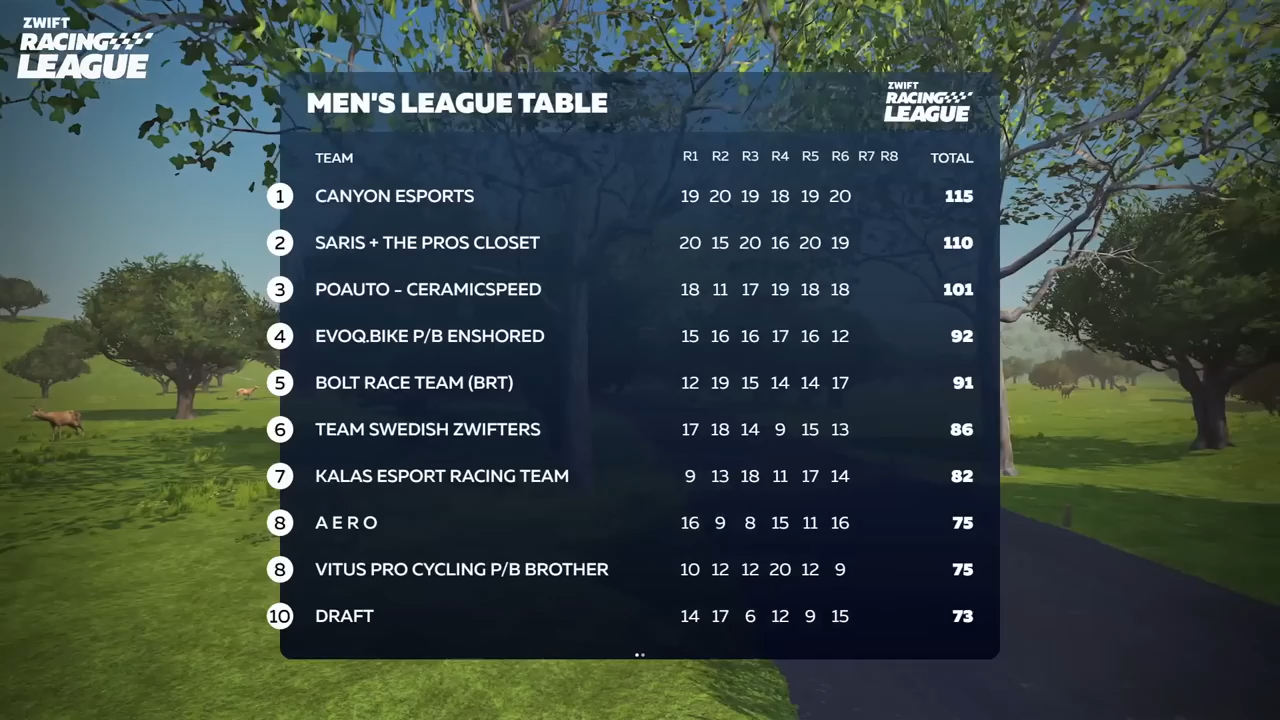 ZWIFT
RACING
LEAGUE
MEN'S LEAGUE TABLE
ZWIFT
RACING
LEAGUE
TEAM R1 R2 R3 R4 R5 R6 R7 R8 TOTAL
1 CANYON ESPORTS 19 20 19 18 19 20 115
2 SARIS + THE PROS CLOSET 20 15 20 16 20 19 110
3 POAUTO - CERAMICSPEED 18 11 17 19 18 18 101
4 EVOQ.BIKE P/B ENSHORED 15 16 16 17 16 12 92
5 BOLT RACE TEAM (BRT) 12 19 15 14 14 17 91
6 TEAM SWEDISH ZWIFTERS 17 18 14 9 15 13 86
7 KALAS ESPORT RACING TEAM 9 13 18 11 17 14 82
8 A E R O 16 9 8 15 11 16 75
8 VITUS PRO CYCLING P/B BROTHER 10 12 12 20 12 9 75
10 DRAFT 14 17 6 12 9 15 73